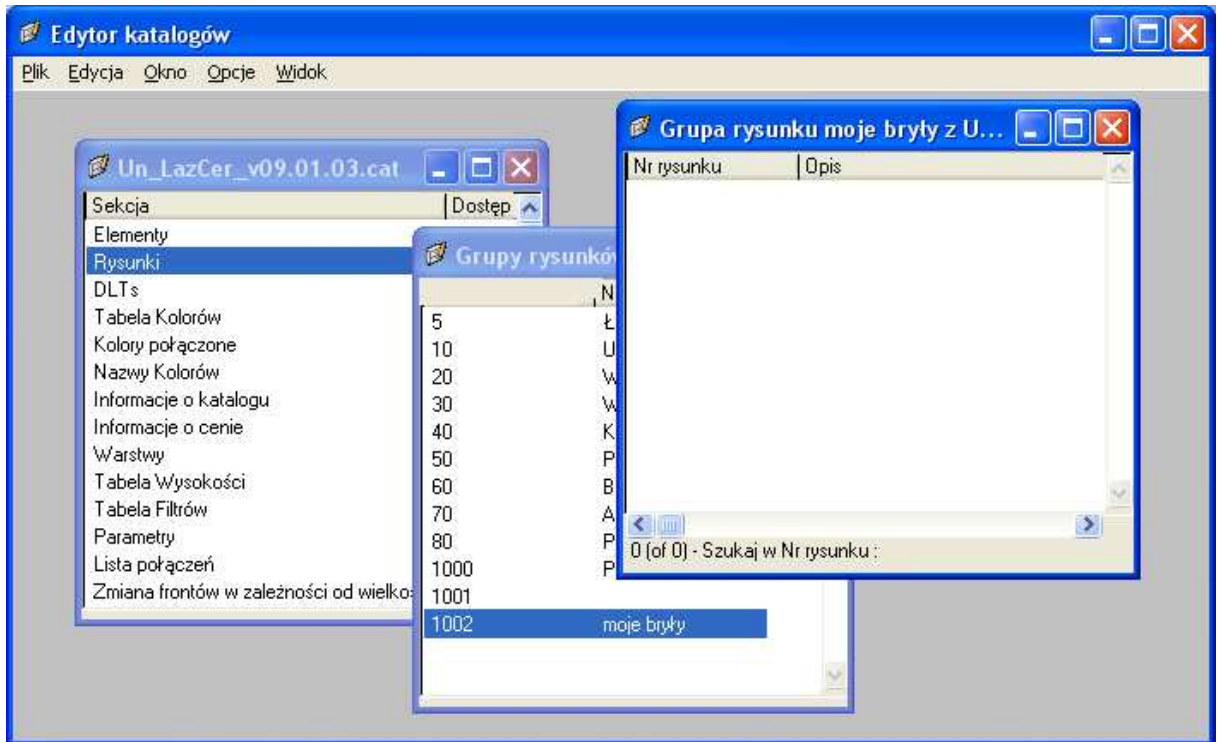 Edytor katalogów
Plik Edycja Okno Opcje Widok
Un_LazCer_v09.01.03.cat
Sekcja Dostęp
Elementy
Rysunki
DLTs
Tabela Kolorów
Kolory połączone
Nazwy Kolorów
Informacje o katalogu
Informacje o cenie
Warstwy
Tabela Wysokości
Tabela Filtrów
Parametry
Lista połączeń
Zmiana frontów w zależności od wielko
Grupy rysunków
N
5 Ł
10 U
20 W
30 W
40 K
50 P
60 B
70 A
80 P
1000 P
1001
1002 moje bryły
Grupa rysunku moje bryły z U...
Nr rysunku Opis
0 (of 0) - Szukaj w Nr rysunku :